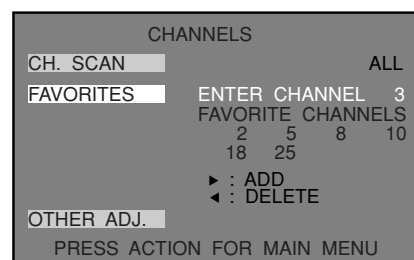 CHANNELS
CH. SCAN ALL
FAVORITES ENTER CHANNEL 3
FAVORITE CHANNELS
2 5 8 10
18 25
► : ADD
◄ : DELETE
OTHER ADJ.
PRESS ACTION FOR MAIN MENU